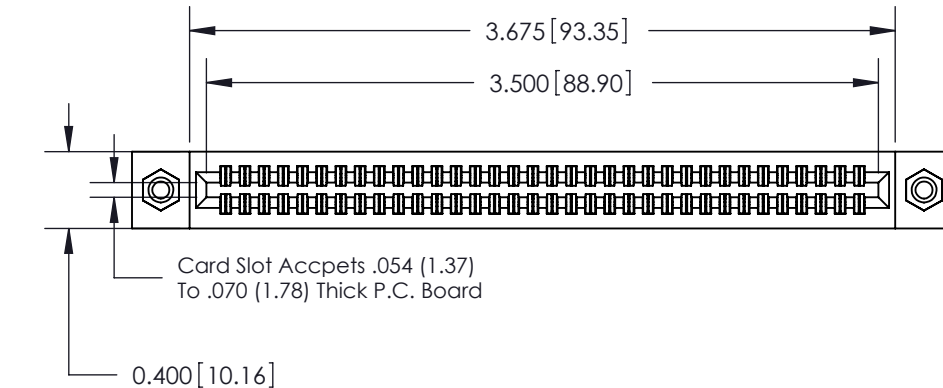 3.675[93.35]
3.500[88.90]
Card Slot Accpets .054 (1.37)
To .070 (1.78) Thick P.C. Board
0.400[10.16]